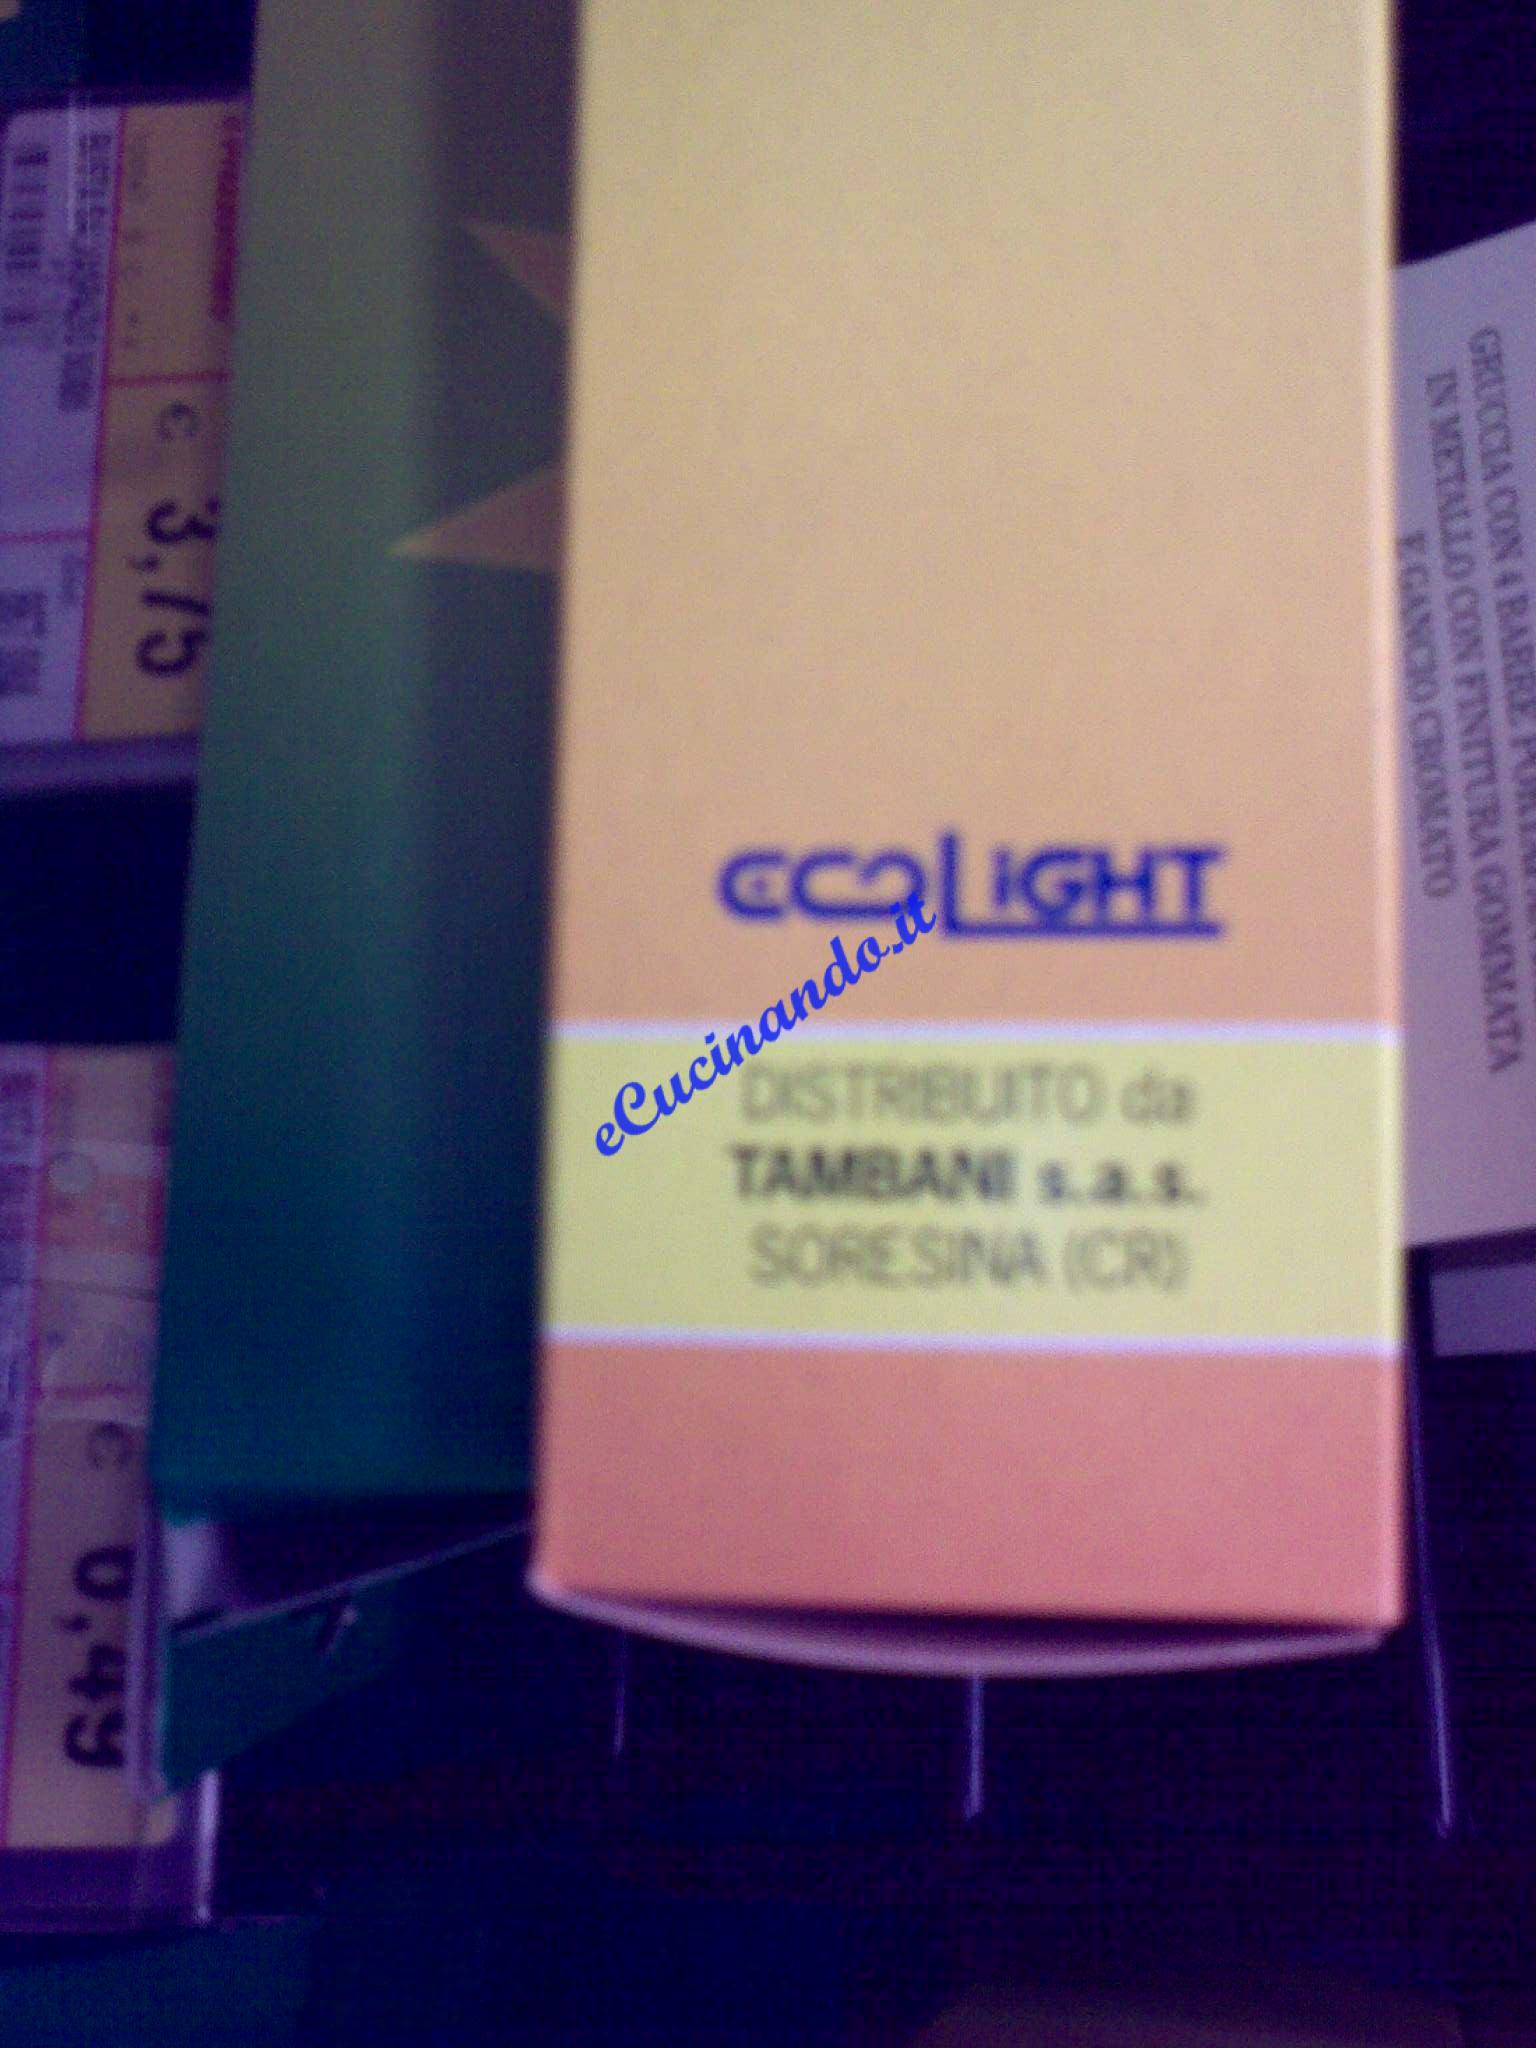 ECOLiGHT
DISTRIBUITO da
TAMBANI s.a.s.
SORESINA (CR)
eCucinando.it
GRUCCIA CON 4 BARRE
IN METALLO CON FINITURA GOMMATA
E GANCIO CROMATO
€ 3,75
€ 0,49